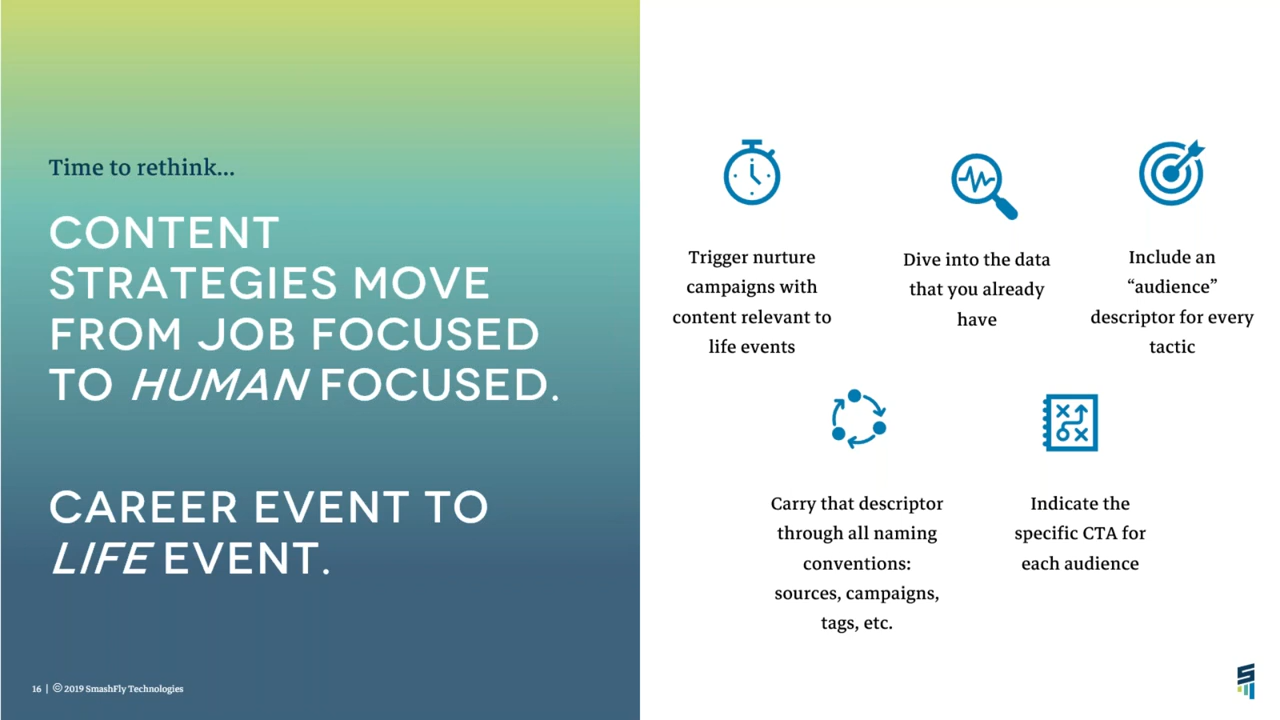 Time to rethink...
CONTENT
STRATEGIES MOVE
FROM JOB FOCUSED
TO HUMAN FOCUSED.
CAREER EVENT TO
LIFE EVENT.
Trigger nurture
campaigns with
content relevant to
life events
Dive into the data
that you already
have
Include an
“audience”
descriptor for every
tactic
Carry that descriptor
through all naming
conventions:
sources, campaigns,
tags, etc.
Indicate the
specific CTA for
each audience
16 | © 2019 SmashFly Technologies